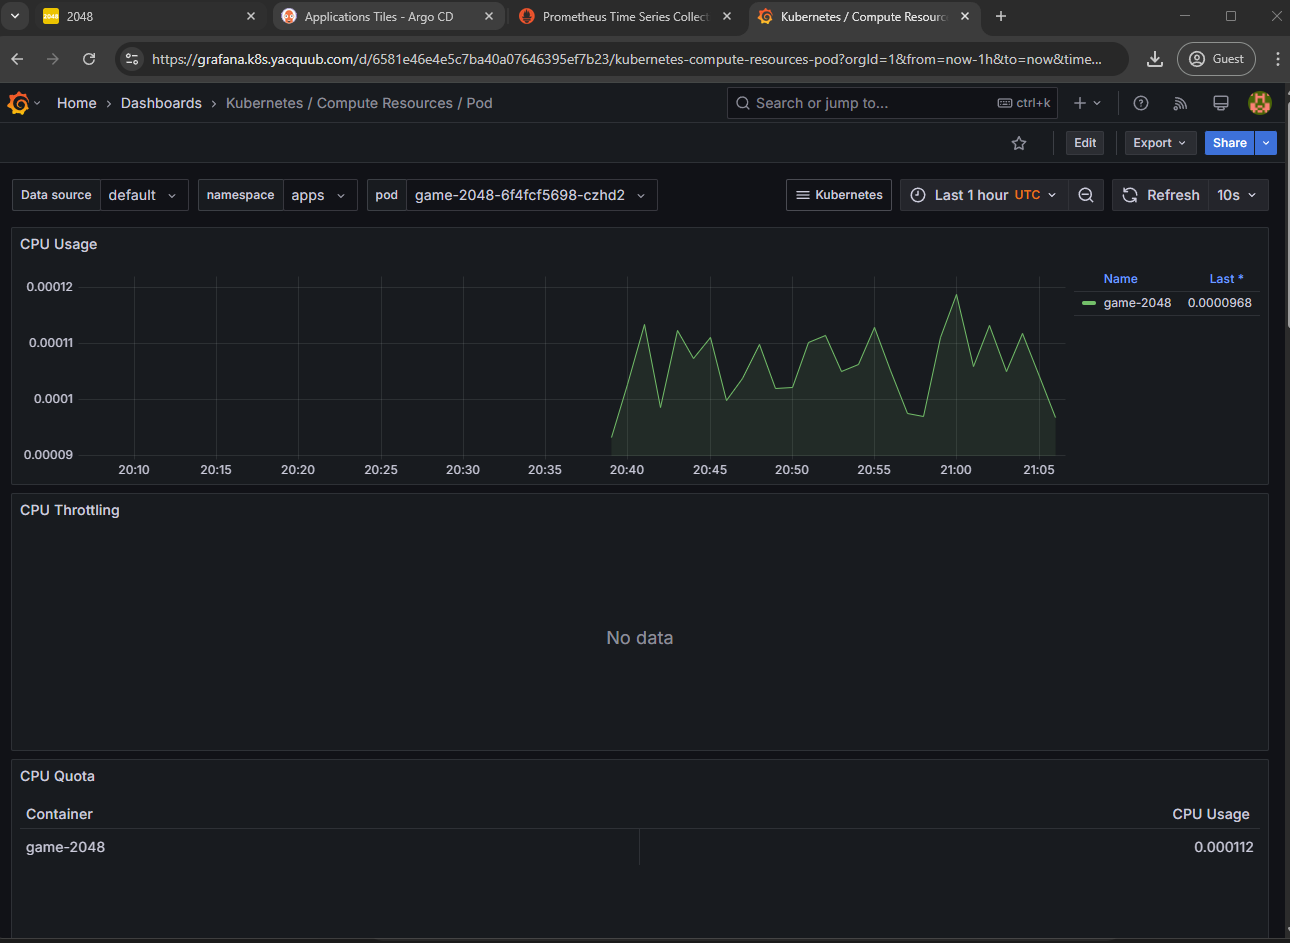 2048
Applications Tiles - Argo CD
Prometheus Time Series Collect
Kubernetes / Compute Resourc
https://grafana.k8s.yacquub.com/d/6581e46e4e5c7ba40a07646395ef7b23/kubernetes-compute-resources-pod?orgId=1&from=now-1h&to=now&time...
Guest
Home › Dashboards › Kubernetes / Compute Resources / Pod
Search or jump to...
ctrl+k
Edit
Export
Share
Data source default
namespace apps
pod game-2048-6f4fcf5698-czhd2
Kubernetes
Last 1 hour UTC
Refresh 10s
CPU Usage
0.00012
0.00011
0.0001
0.00009
20:10 20:15 20:20 20:25 20:30 20:35 20:40 20:45 20:50 20:55 21:00 21:05
Name Last *
game-2048 0.0000968
CPU Throttling
No data
CPU Quota
Container CPU Usage
game-2048 0.000112